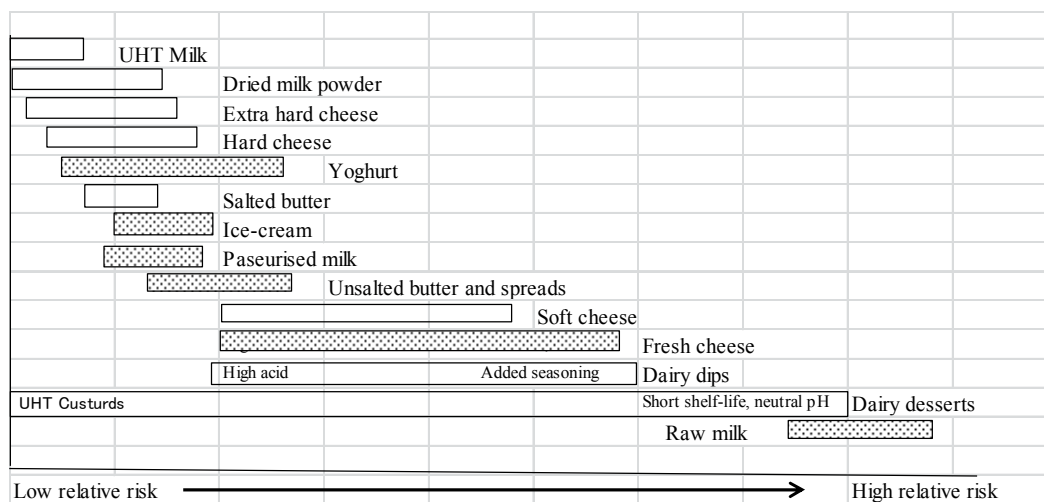 UHT Milk
Dried milk powder
Extra hard cheese
Hard cheese
Yoghurt
Salted butter
Ice-cream
Paseurised milk
Unsalted butter and spreads
Soft cheese
Fresh cheese
High acid Added seasoning Dairy dips
UHT Custurds Short shelf-life, neutral pH Dairy desserts
Raw milk
Low relative risk High relative risk